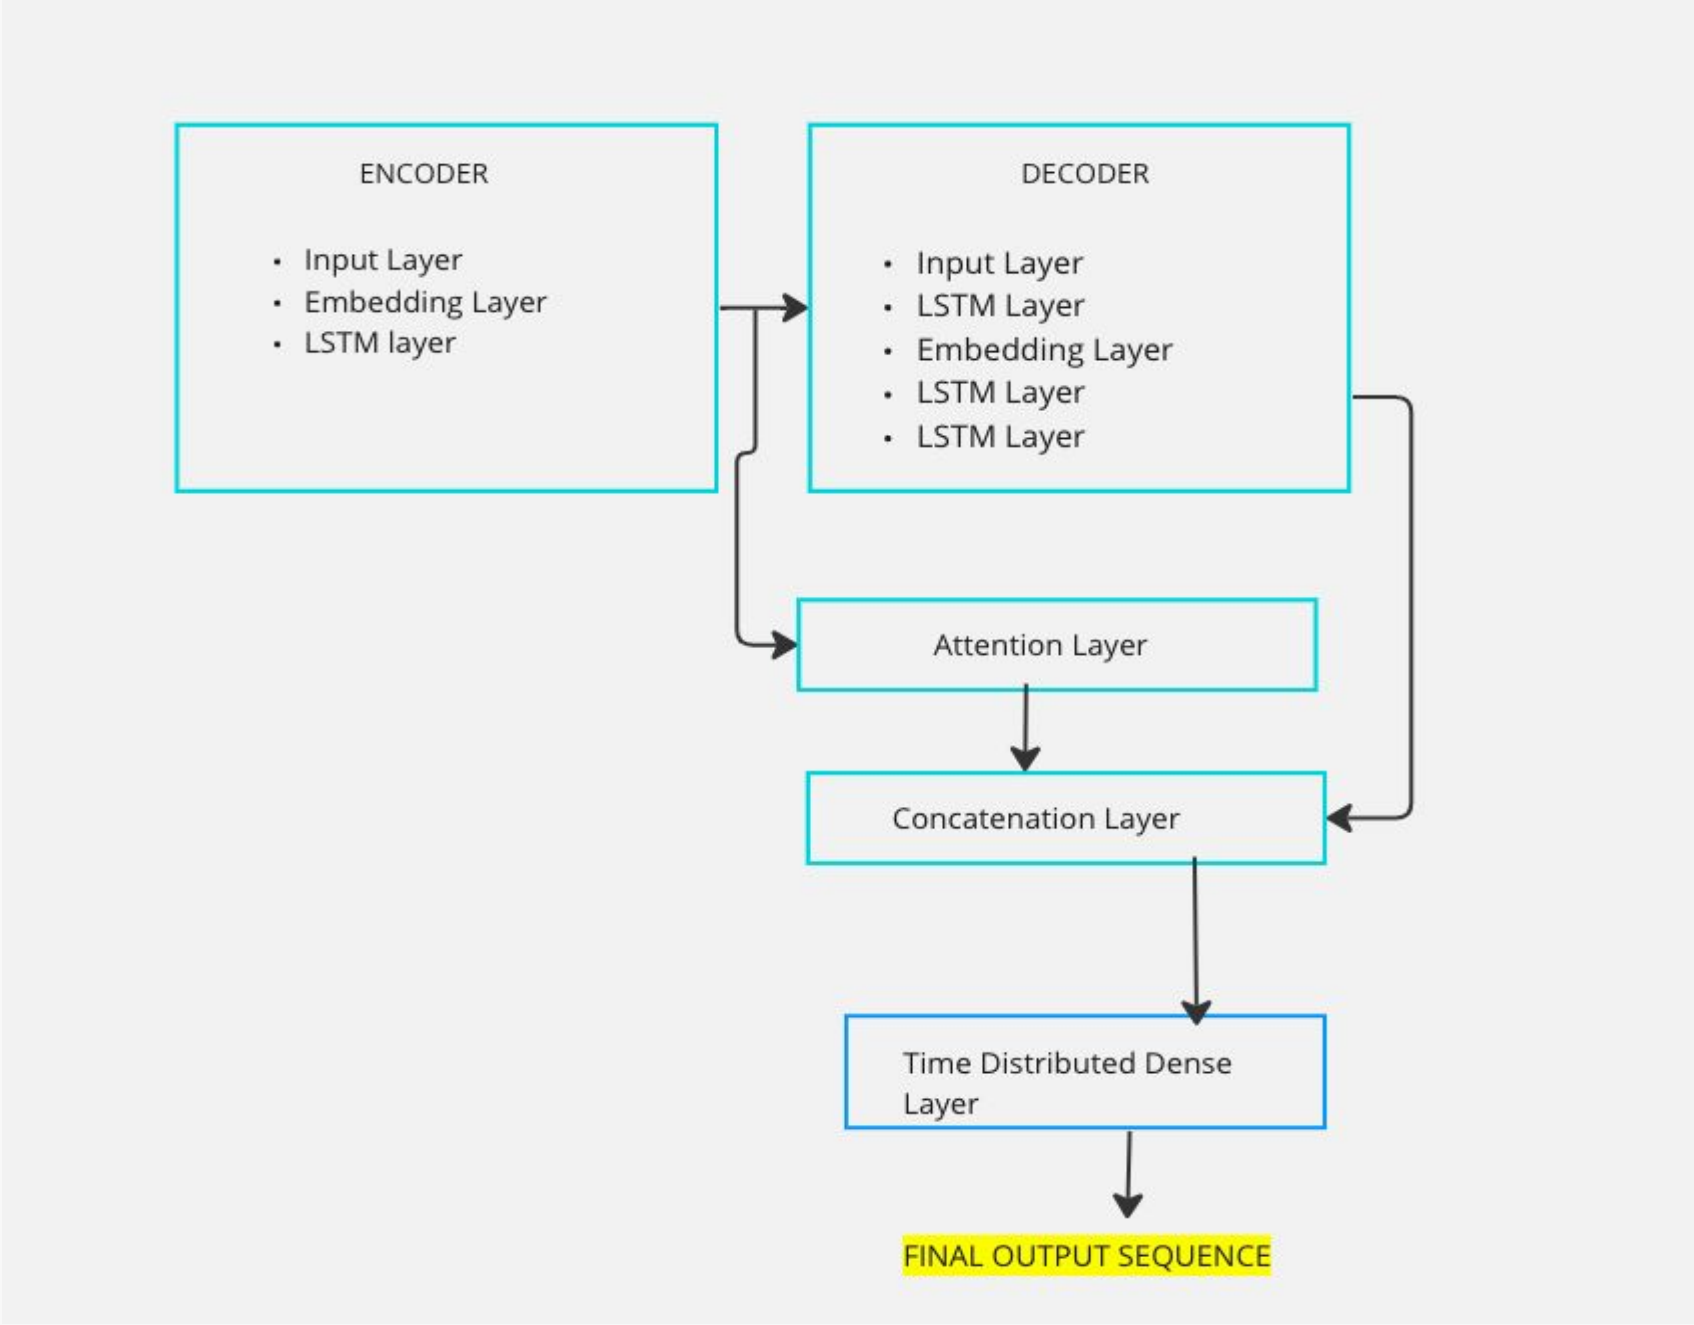 ENCODER
• Input Layer
• Embedding Layer
• LSTM layer
DECODER
• Input Layer
• LSTM Layer
• Embedding Layer
• LSTM Layer
• LSTM Layer
Attention Layer
Concatenation Layer
Time Distributed Dense
Layer
FINAL OUTPUT SEQUENCE